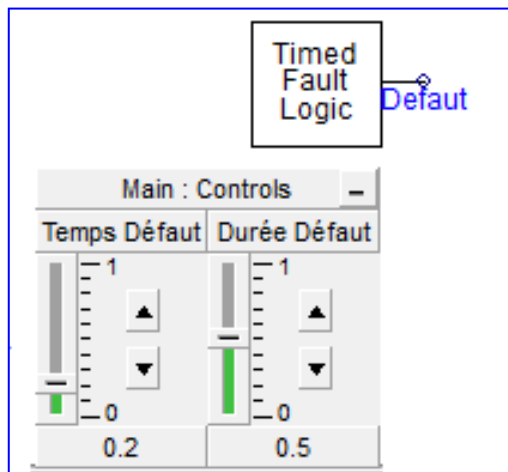 Timed
Fault
Logic
Defaut
Main : Controls
Temps Défaut Durée Défaut
1 1
0 0
0.2 0.5